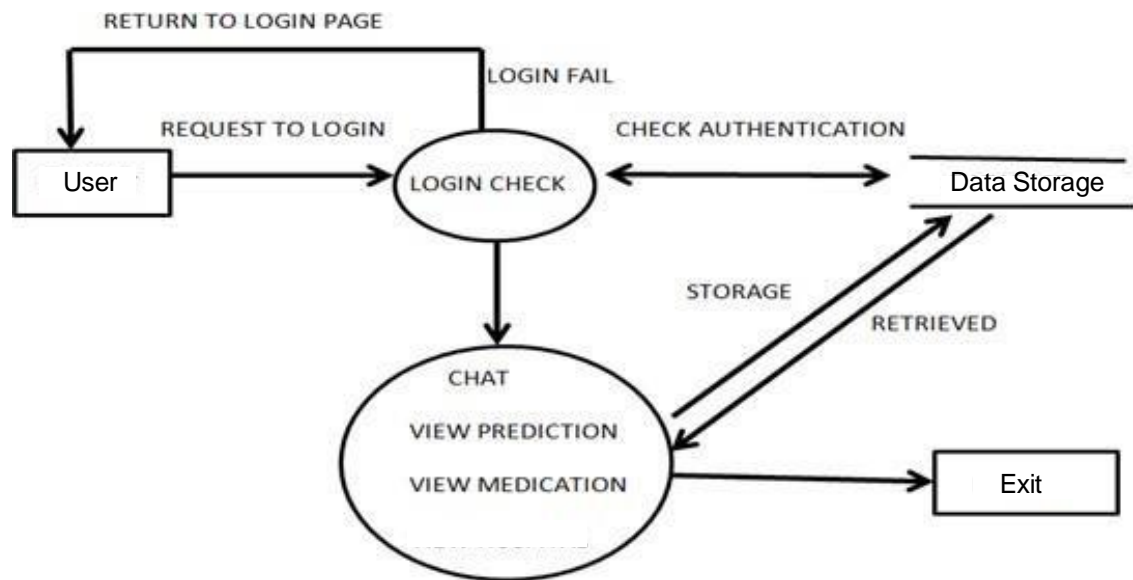 RETURN TO LOGIN PAGE
LOGIN FAIL
REQUEST TO LOGIN
CHECK AUTHENTICATION
User
LOGIN CHECK
Data Storage
STORAGE
RETRIEVED
CHAT
VIEW PREDICTION
VIEW MEDICATION
Exit